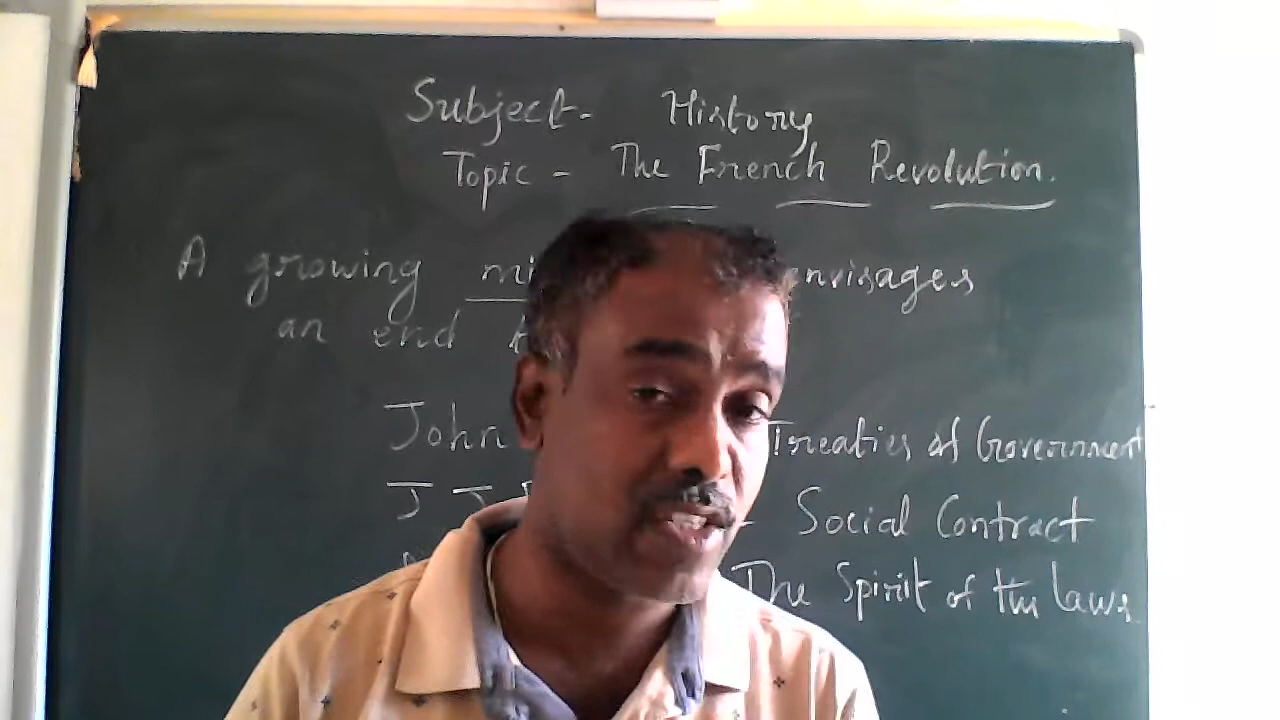 Subject- History
Topic - The French Revolution.
A growing envisages
an end
John Treaties of Government
J J - Social Contract
The Spirit of the laws